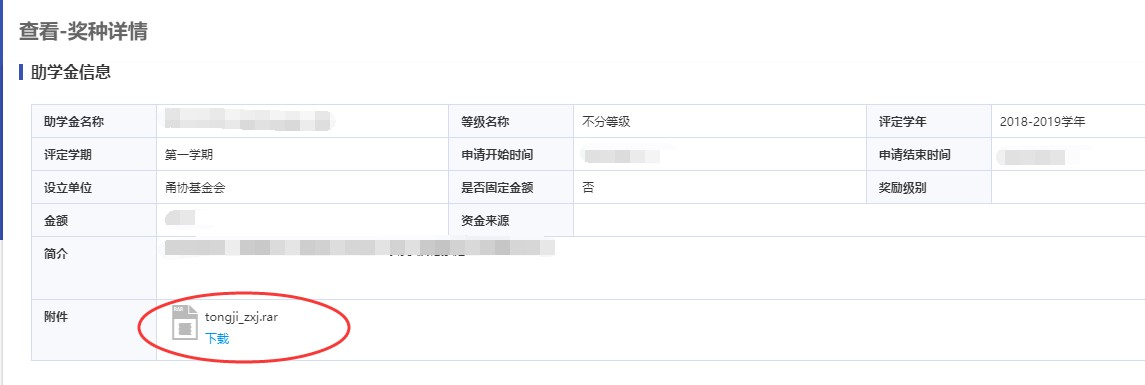 查看-奖种详情
助学金信息
助学金名称 等级名称 不分等级 评定学年 2018-2019学年
评定学期 第一学期 申请开始时间 申请结束时间
设立单位 甬协基金会 是否固定金额 否 奖励级别
金额 资金来源
简介
附件 tongji_zxj.rar
下载